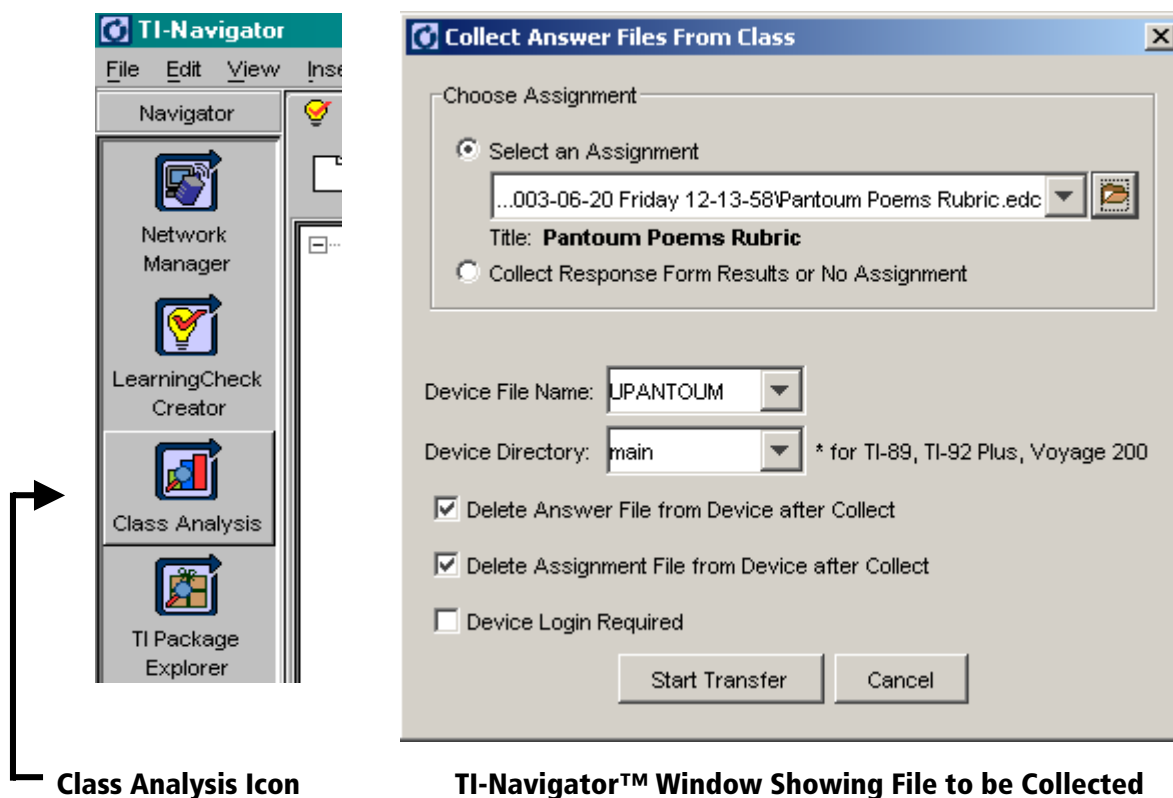 TI-Navigator
File Edit View Inse
Navigator
Network
Manager
LearningCheck
Creator
Class Analysis
TI Package
Explorer
Class Analysis Icon
Collect Answer Files From Class
Choose Assignment
Select an Assignment
...003-06-20 Friday 12-13-58\Pantoum Poems Rubric.edc
Title: Pantoum Poems Rubric
Collect Response Form Results or No Assignment
Device File Name: UPANTOUM
Device Directory: main * for TI-89, TI-92 Plus, Voyage 200
Delete Answer File from Device after Collect
Delete Assignment File from Device after Collect
Device Login Required
Start Transfer Cancel
TI-Navigator™ Window Showing File to be Collected